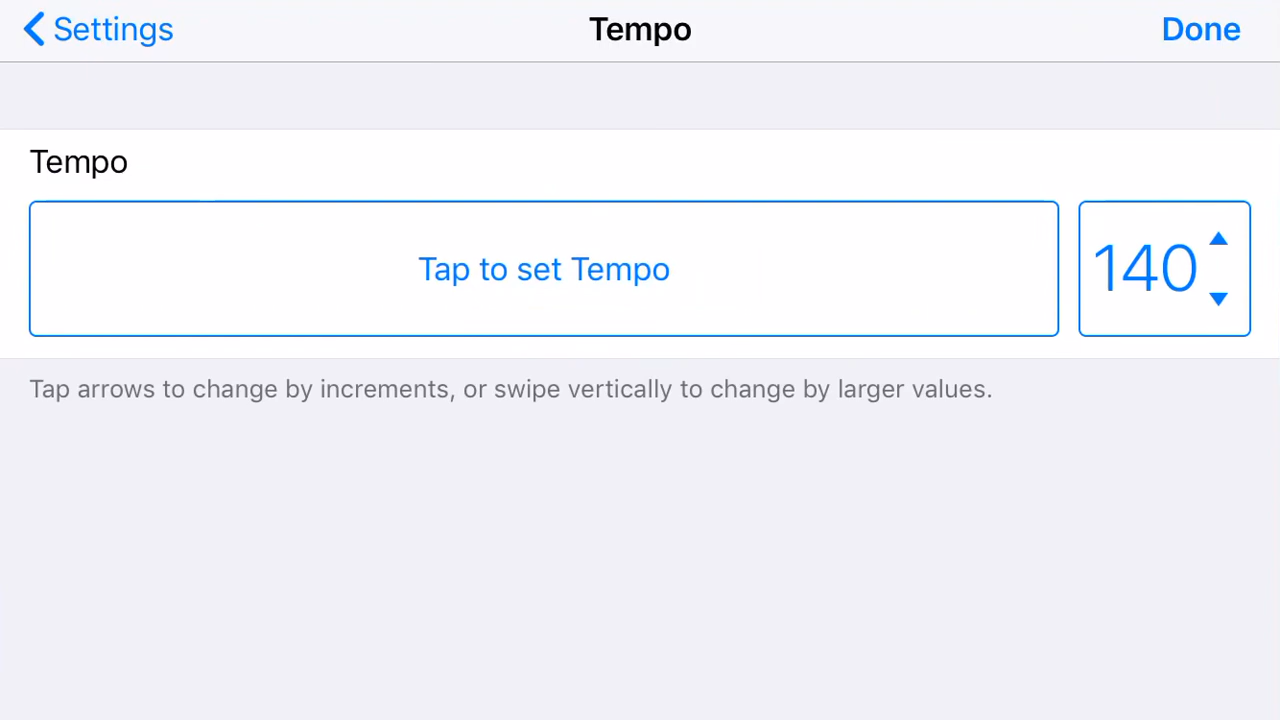 Settings
Tempo
Done
Tempo
Tap to set Tempo
140
Tap arrows to change by increments, or swipe vertically to change by larger values.